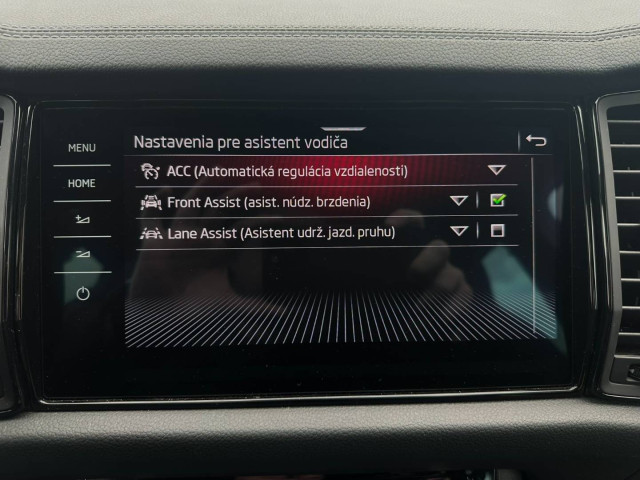 MENU
HOME
Nastavenia pre asistent vodiča
ACC (Automatická regulácia vzdialenosti)
Front Assist (asist. núdz. brzdenia)
Lane Assist (Asistent udrž. jazd. pruhu)